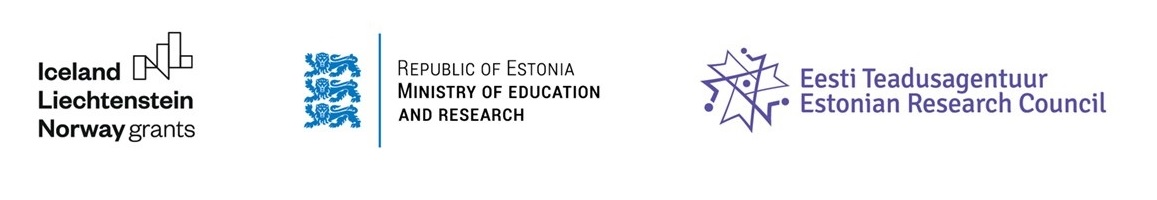 Iceland
Liechtenstein
Norway grants
REPUBLIC OF ESTONIA
MINISTRY OF EDUCATION
AND RESEARCH
Eesti Teadusagentuur
Estonian Research Council